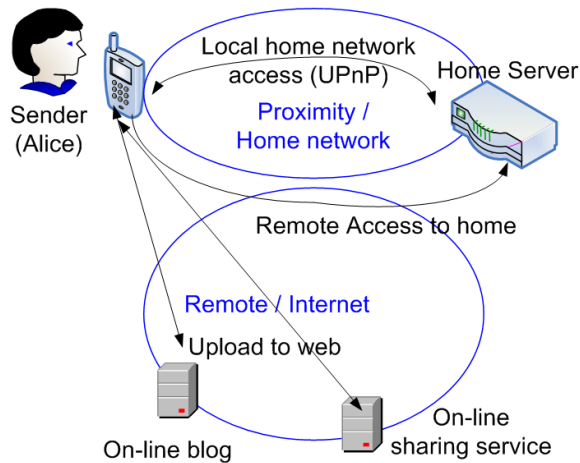 Local home network
access (UPnP)
Home Server
Sender
(Alice)
Proximity /
Home network
Remote Access to home
Remote / Internet
Upload to web
On-line blog
On-line
sharing service